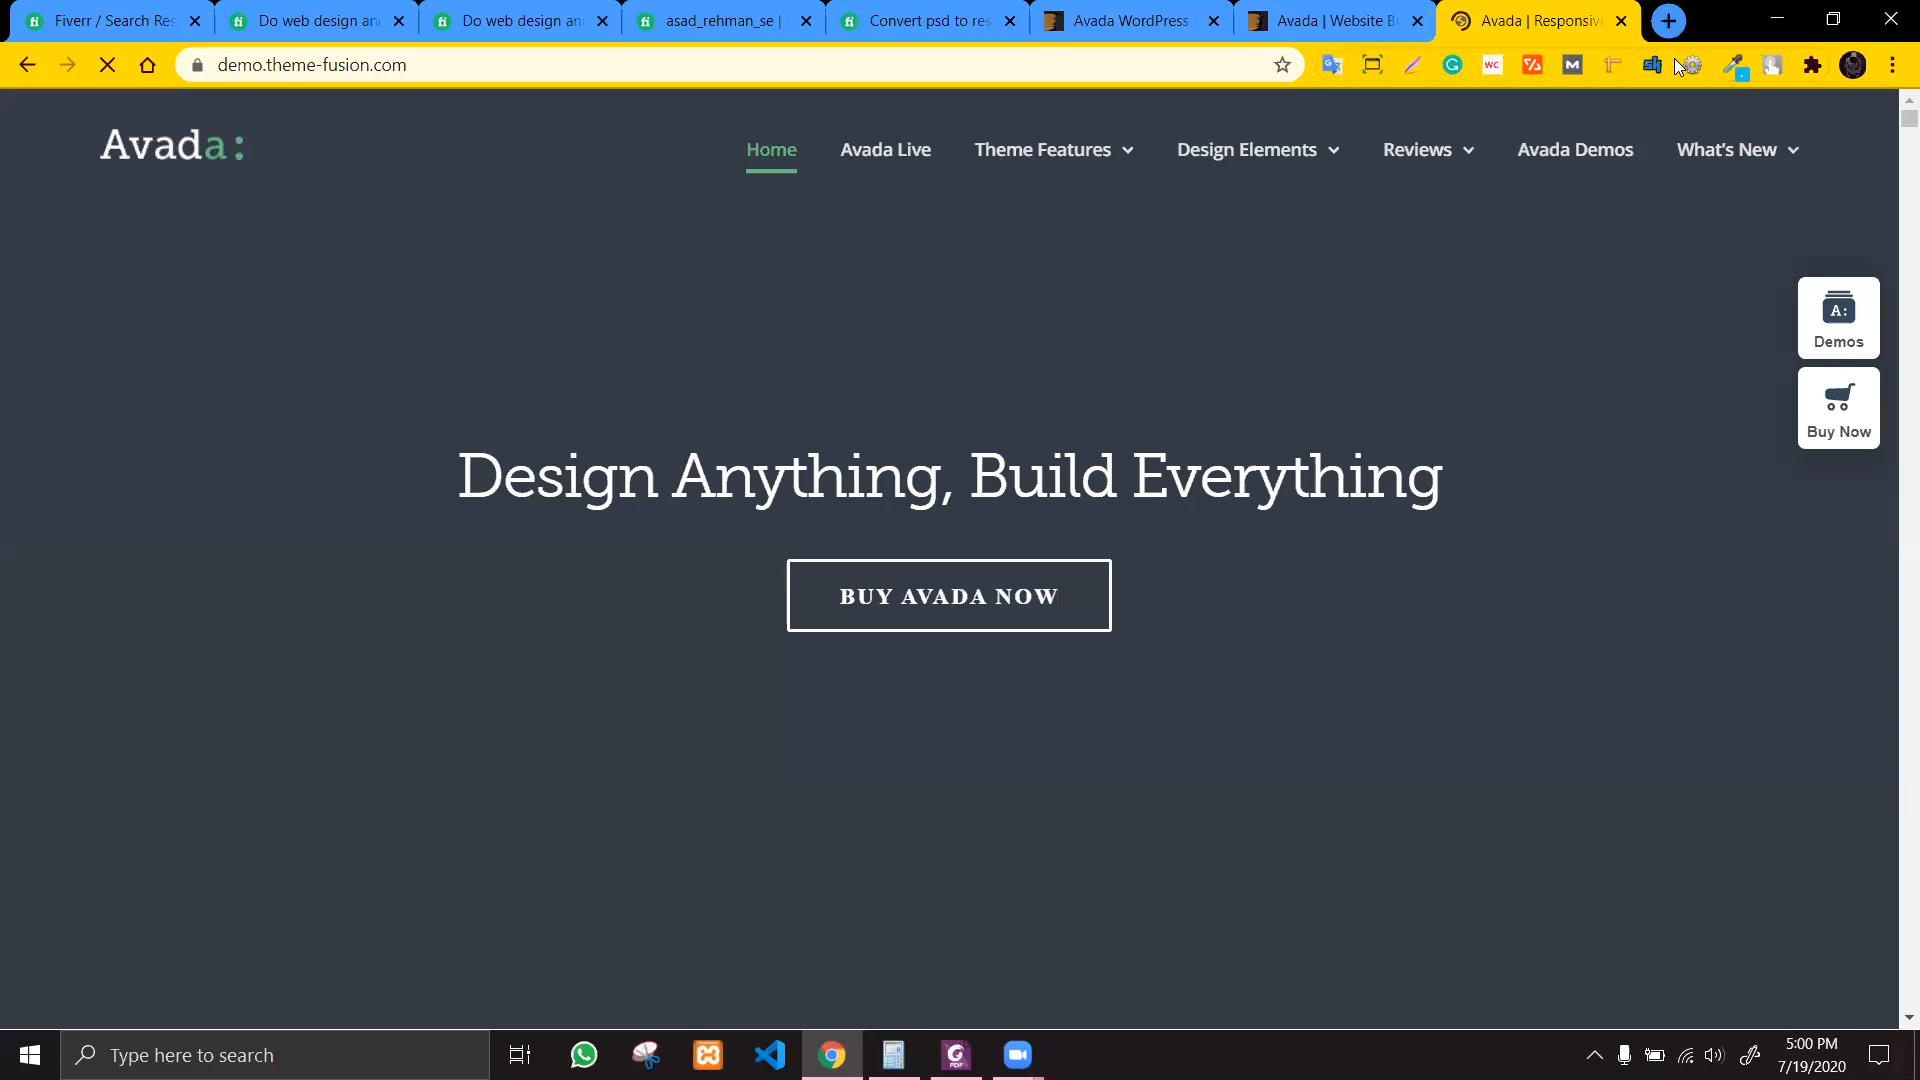 Fiverr / Search Res
Do web design an
Do web design an
asad_rehman_se |
Convert psd to res
Avada WordPress
Avada | Website B
Avada | Responsiv
demo.theme-fusion.com
Avada:
Home
Avada Live
Theme Features
Design Elements
Reviews
Avada Demos
What's New
A:
Demos
Buy Now
Design Anything, Build Everything
BUY AVADA NOW
Type here to search
5:00 PM
7/19/2020